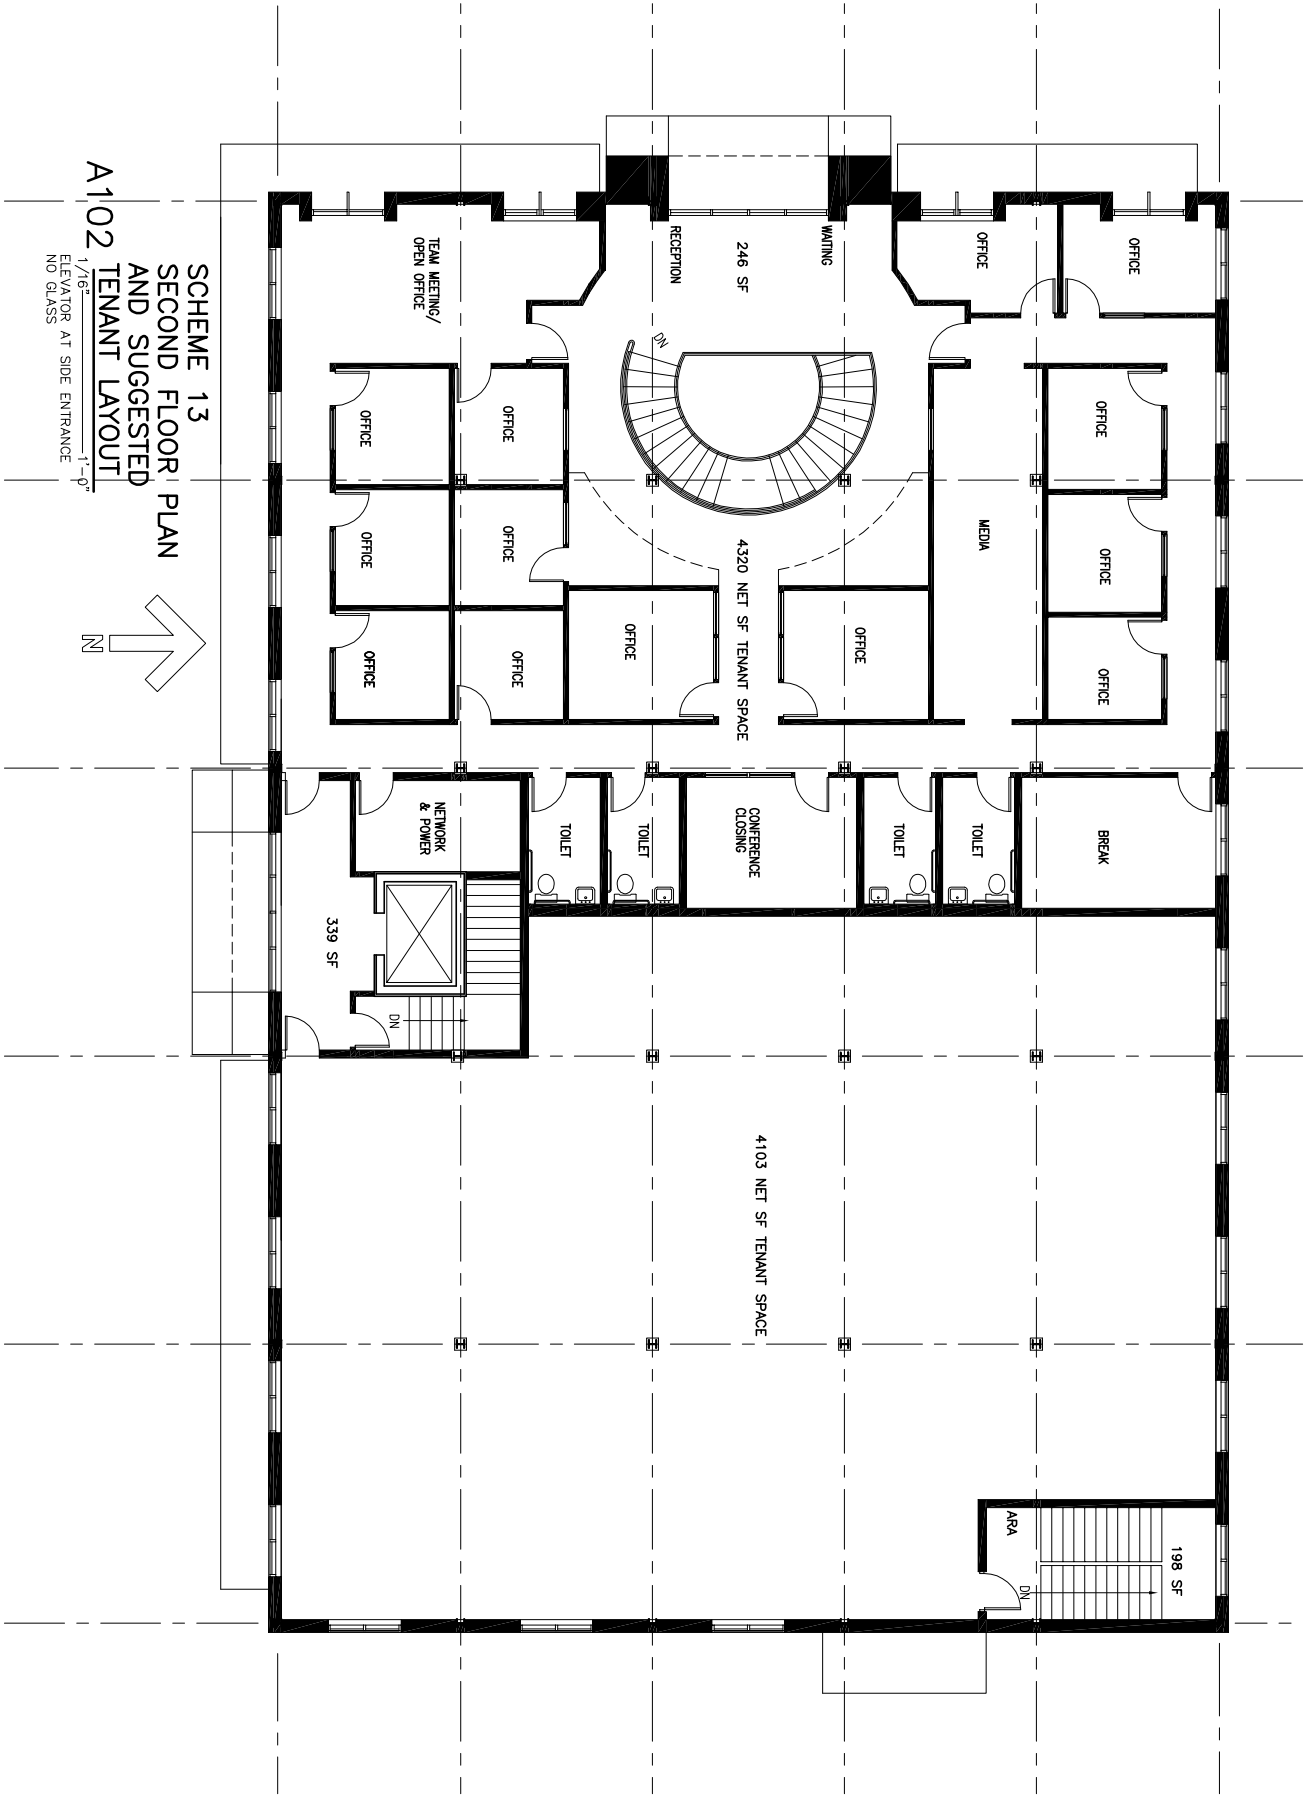 198 SF
OFFICE
OFFICE
OFFICE
OFFICE
BREAK
ARA
DN
OFFICE
MEDIA
TOILET
TOILET
OFFICE
WAITING
246 SF
4320 NET SF TENANT SPACE
CONFERENCE
CLOSING
4103 NET SF TENANT SPACE
RECEPTION
DN
OFFICE
TOILET
TOILET
OFFICE
OFFICE
OFFICE
TEAM MEETING/
OPEN OFFICE
NETWORK
& POWER
DN
OFFICE
OFFICE
OFFICE
339 SF
SCHEME 13
SECOND FLOOR PLAN
AND SUGGESTED
A102 TENANT LAYOUT
1/16" 1'-0"
ELEVATOR AT SIDE ENTRANCE
NO GLASS
N